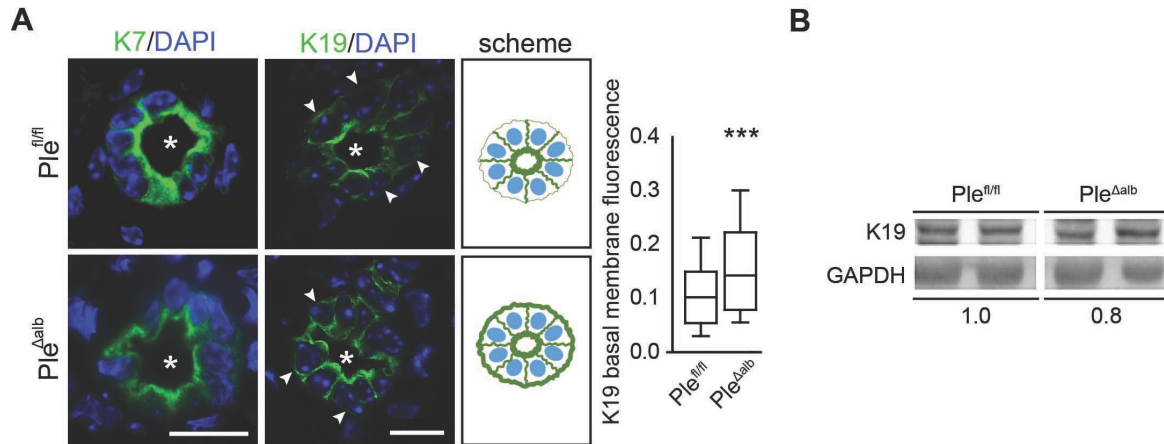 A
K7/DAPI
K19/DAPI
scheme
Ple^fl/fl
*
*
Ple^Δalb
*
*
K19 basal membrane fluorescence
0.4
0.3
0.2
0.1
0.0
***
Ple^fl/fl
Ple^Δalb
B
Ple^fl/fl Ple^Δalb
K19
GAPDH
1.0 0.8